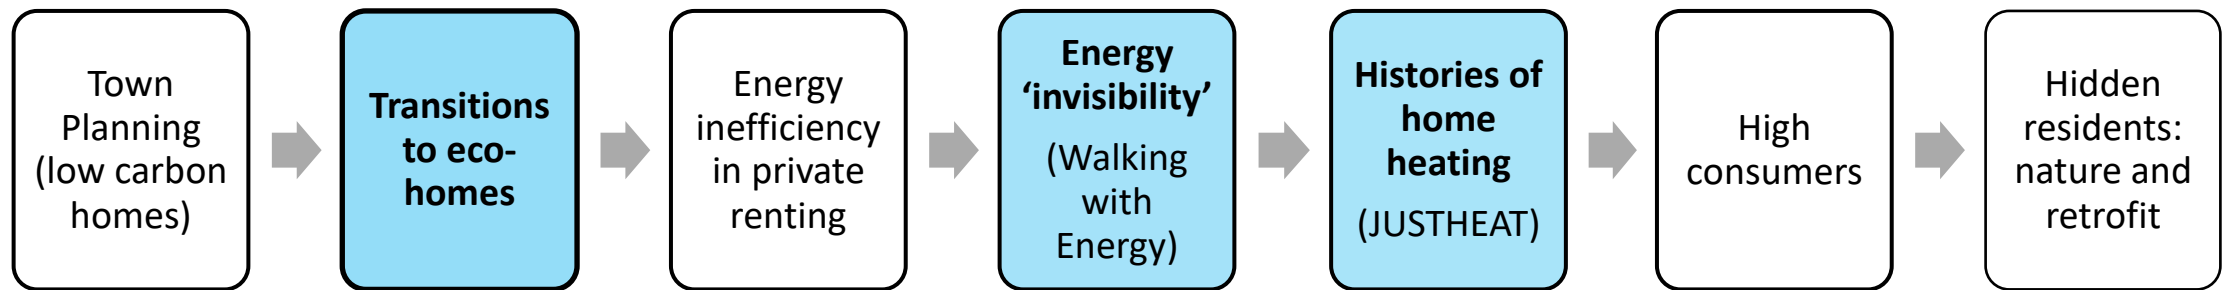 Town
Planning
(low carbon
homes)
Transitions
to eco-
homes
Energy
inefficiency
in private
renting
Energy
‘invisibility’
(Walking
with
Energy)
Histories of
home
heating
(JUSTHEAT)
High
consumers
Hidden
residents:
nature and
retrofit